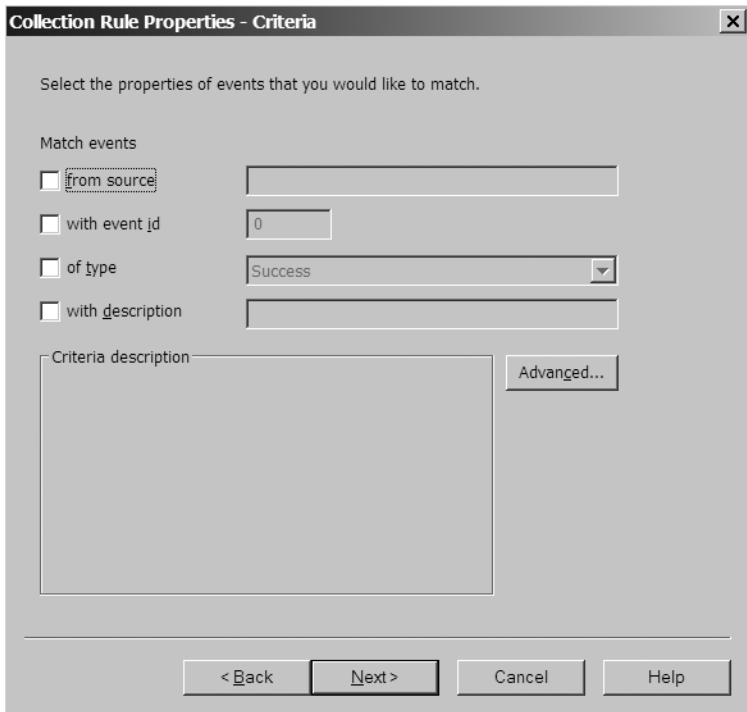 Collection Rule Properties - Criteria
Select the properties of events that you would like to match.
Match events
from source
with event id 0
of type Success
with description
Criteria description
Advanced...
< Back Next > Cancel Help